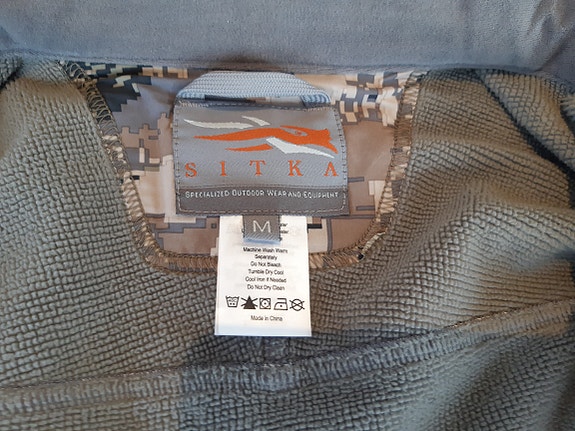 SITKA
SPECIALIZED OUTDOOR WEAR AND EQUIPMENT
M
Machine Wash Warm
Separately
Do Not Bleach
Tumble Dry Cool
Cool Iron if Needed
Do Not Dry Clean
Made in China